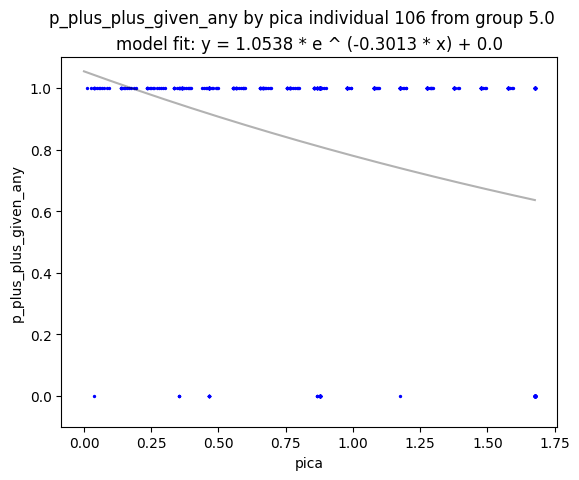 p_plus_plus_given_any by pica individual 106 from group 5.0
model fit: y = 1.0538 * e ^ (-0.3013 * x) + 0.0
1.0
0.8
0.6
0.4
0.2
0.0
p_plus_plus_given_any
0.00 0.25 0.50 0.75 1.00 1.25 1.50 1.75
pica